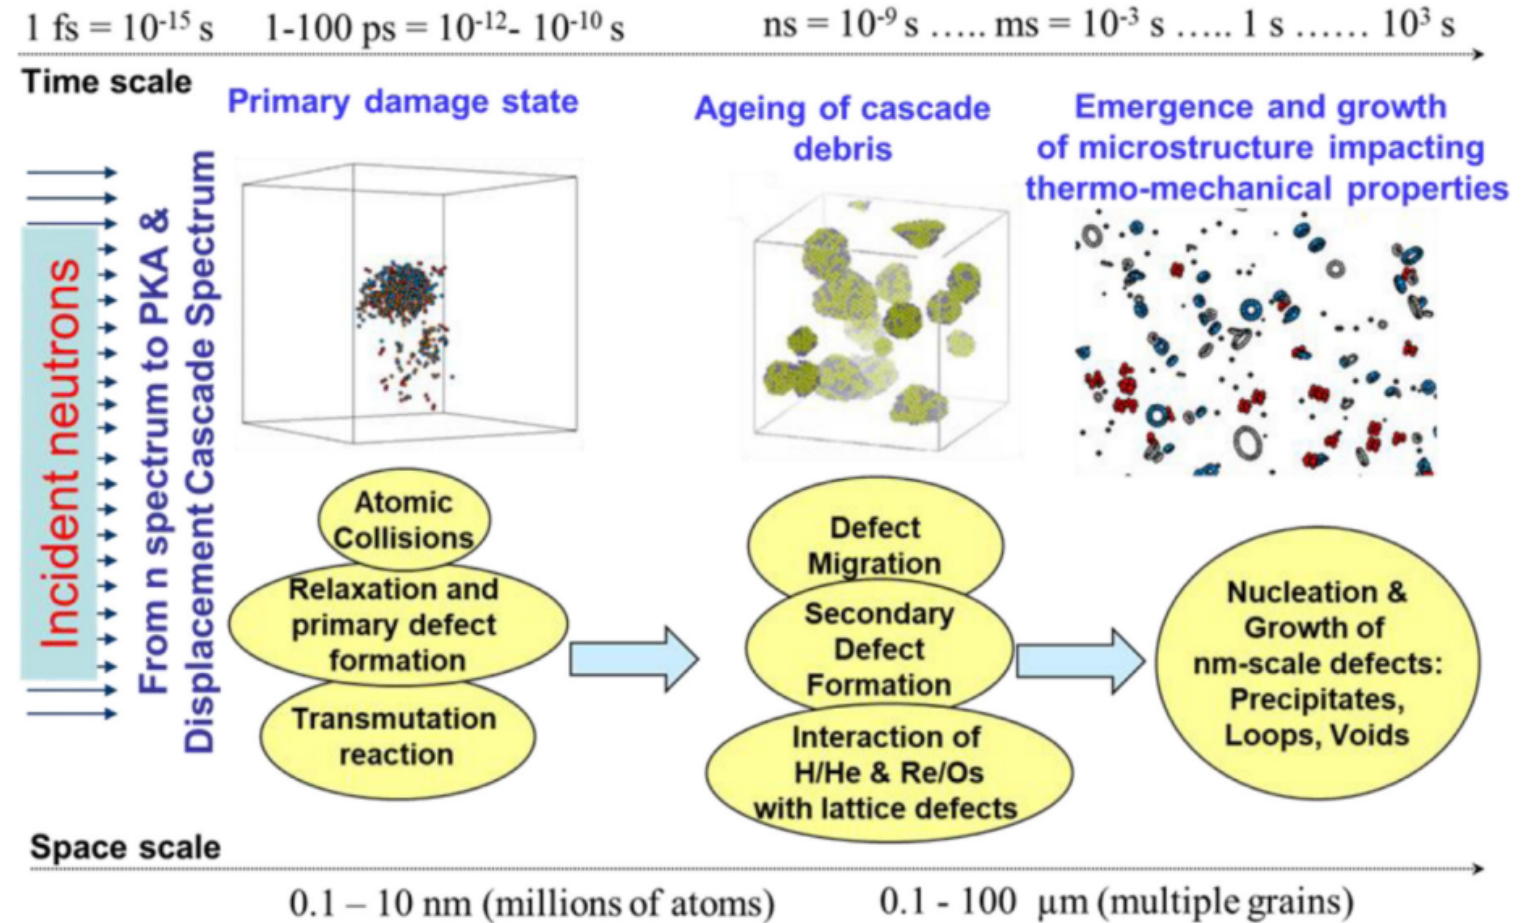 1 fs = 10⁻¹⁵ s 1-100 ps = 10⁻¹²- 10⁻¹⁰ s ns = 10⁻⁹ s ..... ms = 10⁻³ s ..... 1 s ...... 10³ s
Time scale
Primary damage state
Ageing of cascade
debris
Emergence and growth
of microstructure impacting
thermo-mechanical properties
Incident neutrons
From n spectrum to PKA &
Displacement Cascade Spectrum
Atomic
Collisions
Relaxation and
primary defect
formation
Transmutation
reaction
Defect
Migration
Secondary
Defect
Formation
Interaction of
H/He & Re/Os
with lattice defects
Nucleation &
Growth of
nm-scale defects:
Precipitates,
Loops, Voids
Space scale
0.1 – 10 nm (millions of atoms) 0.1 - 100 μm (multiple grains)